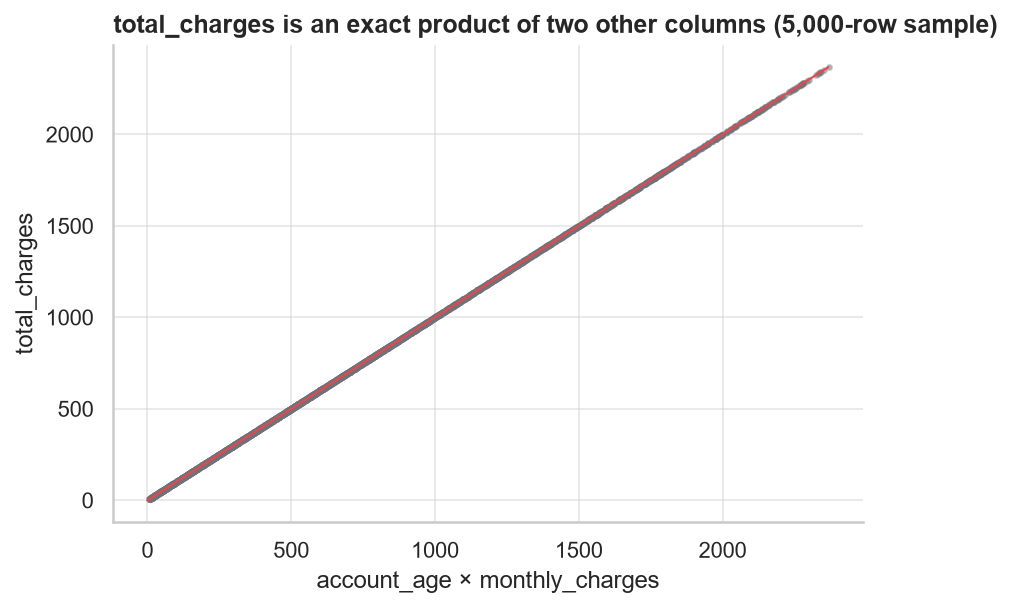 total_charges is an exact product of two other columns (5,000-row sample)
total_charges
2000
1500
1000
500
0
0 500 1000 1500 2000
account_age × monthly_charges